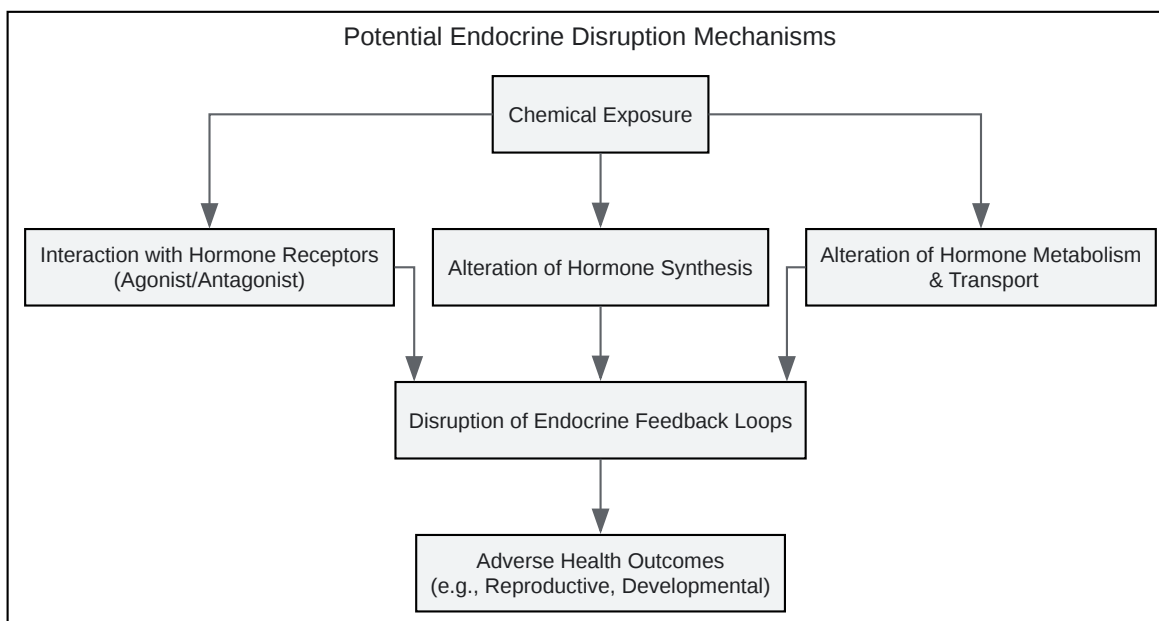 Potential Endocrine Disruption Mechanisms
Chemical Exposure
Interaction with Hormone Receptors
(Agonist/Antagonist)
Alteration of Hormone Synthesis
Alteration of Hormone Metabolism
& Transport
Disruption of Endocrine Feedback Loops
Adverse Health Outcomes
(e.g., Reproductive, Developmental)